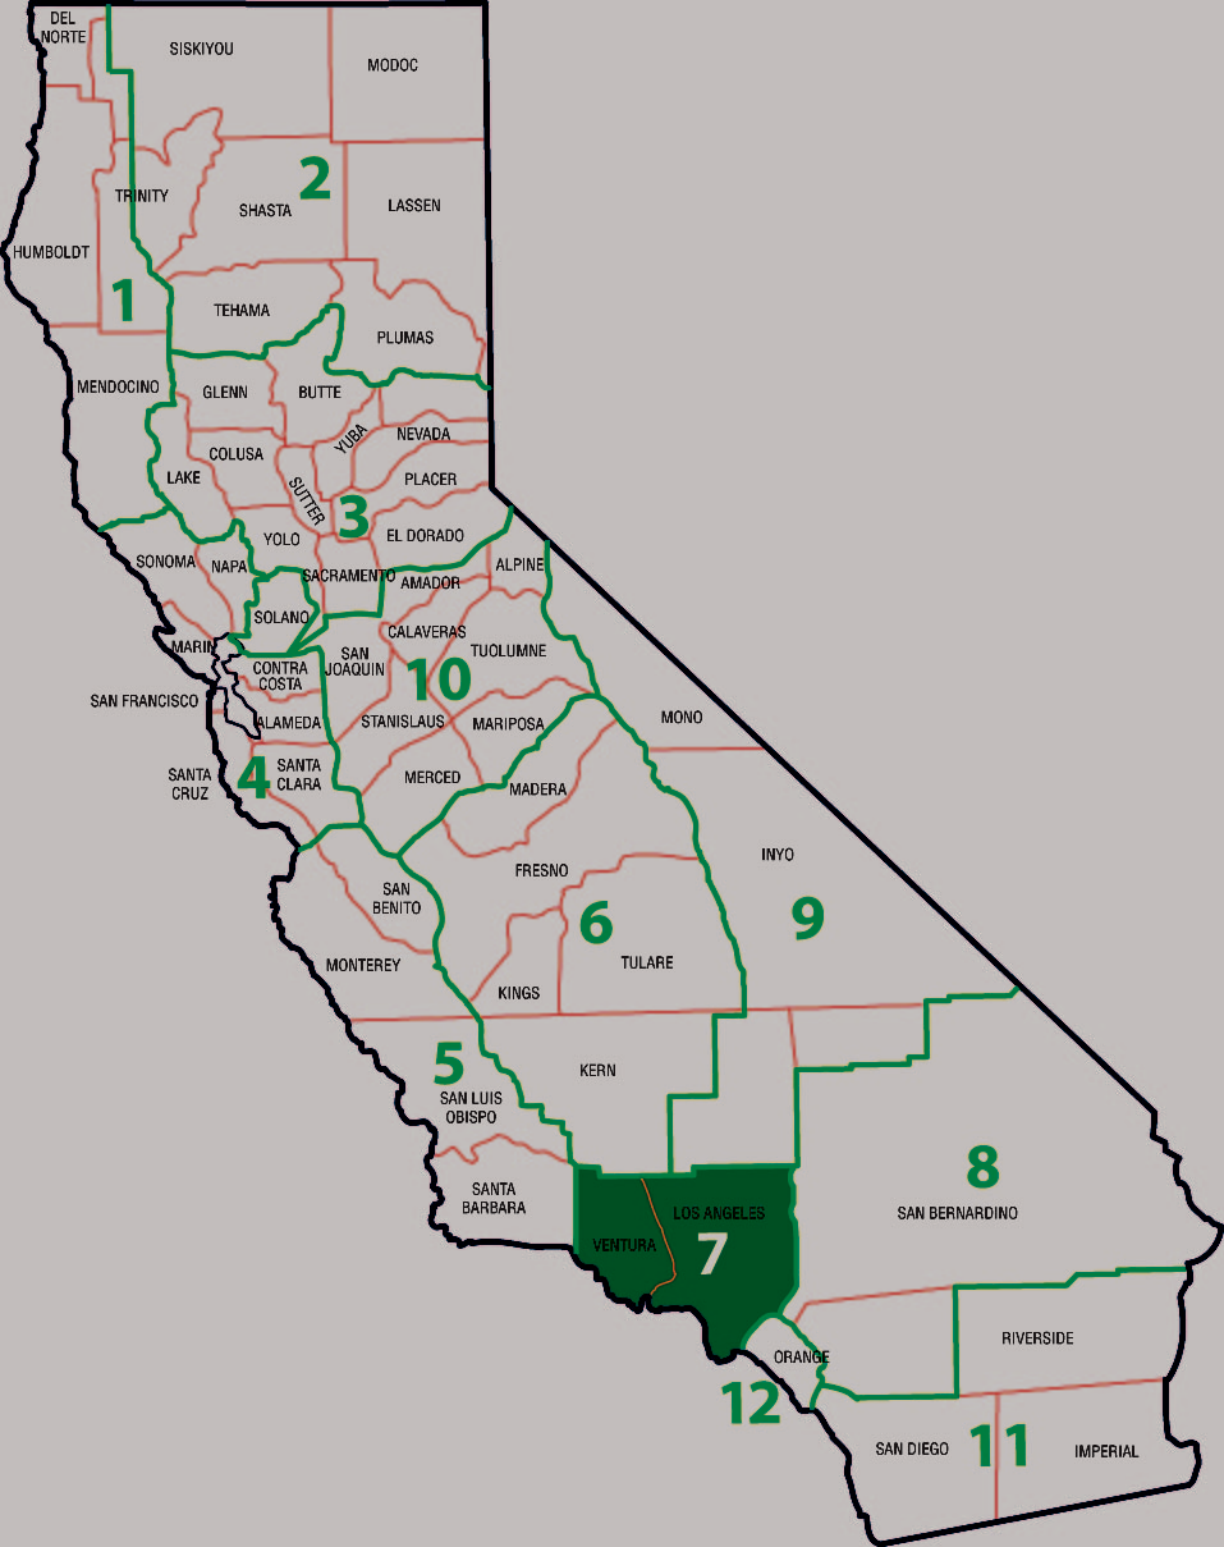 DEL
NORTE
SISKIYOU
MODOC
2
TRINITY
SHASTA
LASSEN
HUMBOLDT
1
TEHAMA
PLUMAS
MENDOCINO
GLENN
BUTTE
YUBA
NEVADA
COLUSA
LAKE
SUTTER
PLACER
3
YOLO
EL DORADO
SONOMA
NAPA
SACRAMENTO
AMADOR
ALPINE
SOLANO
CALAVERAS
MARIN
SAN
JOAQUIN
TUOLUMNE
CONTRA
COSTA
10
SAN FRANCISCO
ALAMEDA
STANISLAUS
MARIPOSA
MONO
SANTA
CRUZ
4
SANTA
CLARA
MERCED
MADERA
INYO
FRESNO
SAN
BENITO
6
9
MONTEREY
TULARE
KINGS
5
KERN
SAN LUIS
OBISPO
8
SANTA
BARBARA
LOS ANGELES
SAN BERNARDINO
VENTURA
7
RIVERSIDE
ORANGE
12
SAN DIEGO
11
IMPERIAL